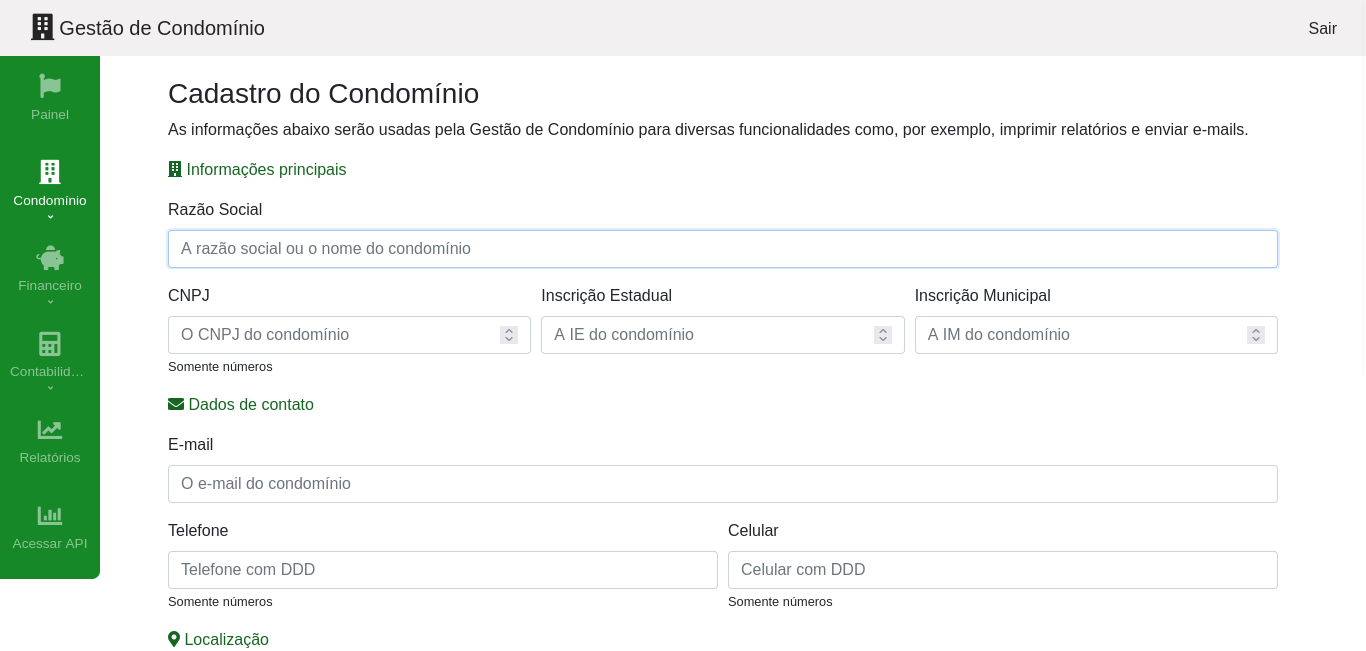 Gestão de Condomínio
Sair
Painel
Condomínio
Financeiro
Contabilid…
Relatórios
Acessar API
Cadastro do Condomínio
As informações abaixo serão usadas pela Gestão de Condomínio para diversas funcionalidades como, por exemplo, imprimir relatórios e enviar e-mails.
Informações principais
Razão Social
A razão social ou o nome do condomínio
CNPJ Inscrição Estadual Inscrição Municipal
O CNPJ do condomínio A IE do condomínio A IM do condomínio
Somente números
Dados de contato
E-mail
O e-mail do condomínio
Telefone Celular
Telefone com DDD Celular com DDD
Somente números Somente números
Localização